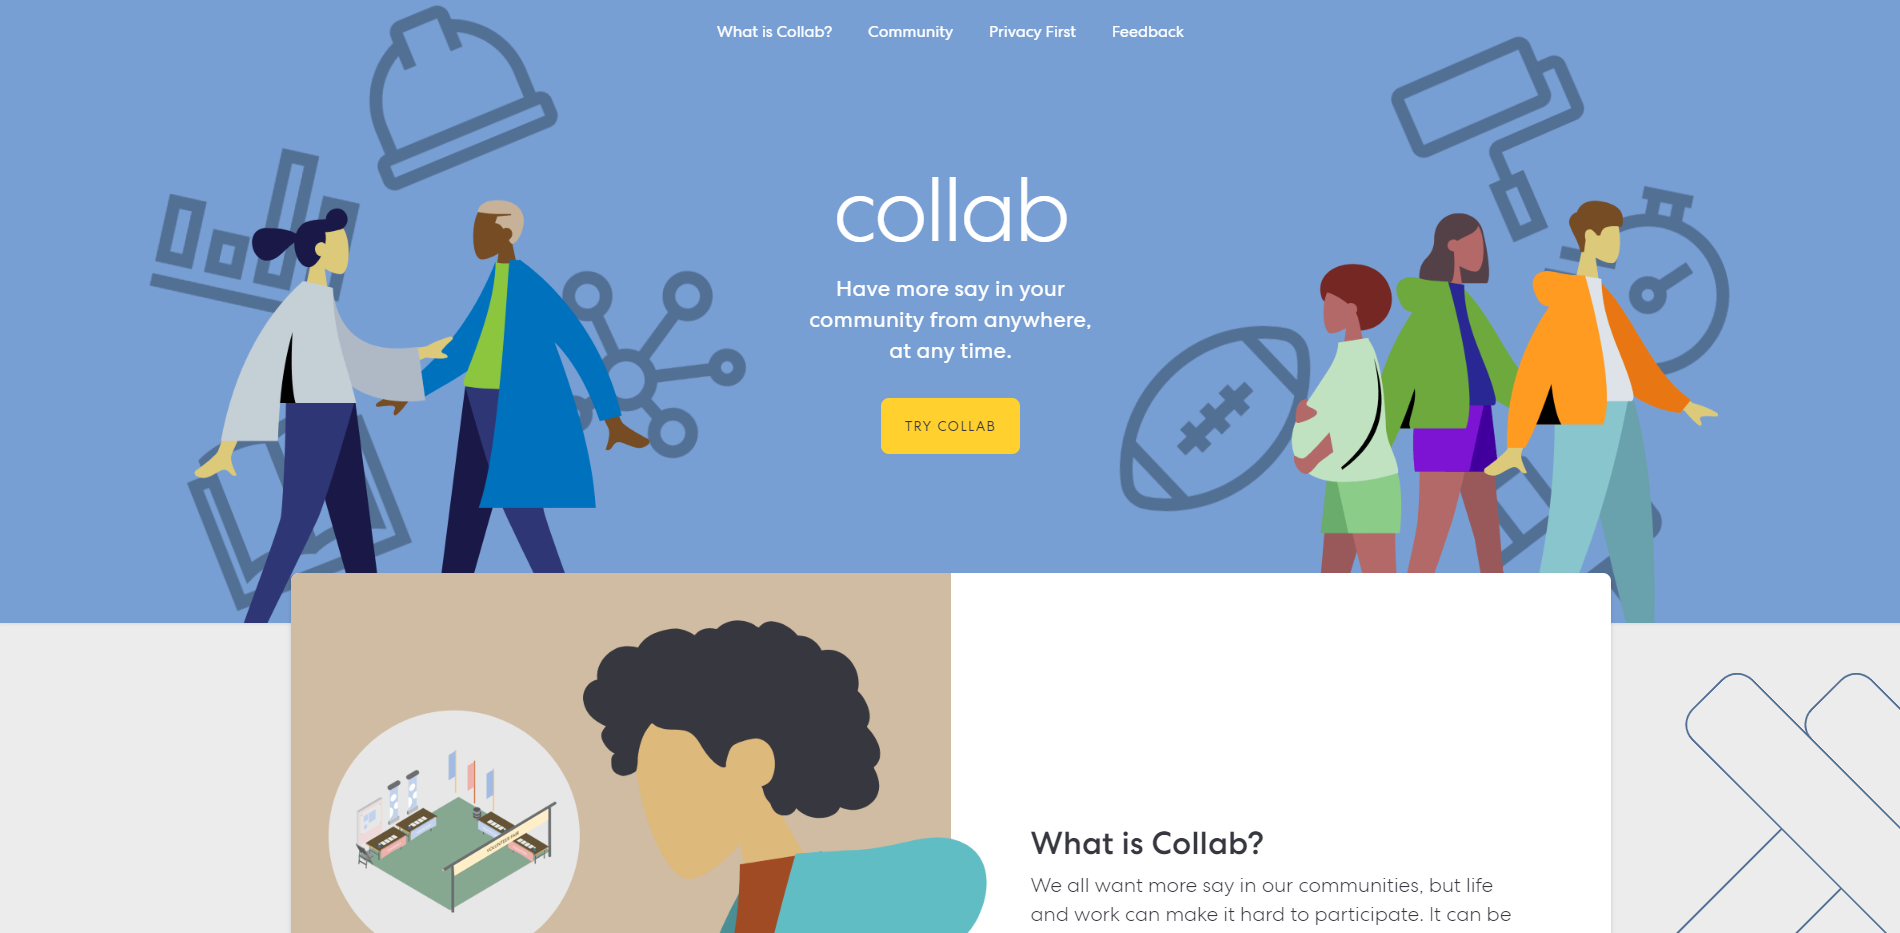 What is Collab? Community Privacy First Feedback
collab
Have more say in your
community from anywhere,
at any time.
TRY COLLAB
VOLUNTEER FAIR
What is Collab?
We all want more say in our communities, but life
and work can make it hard to participate. It can be